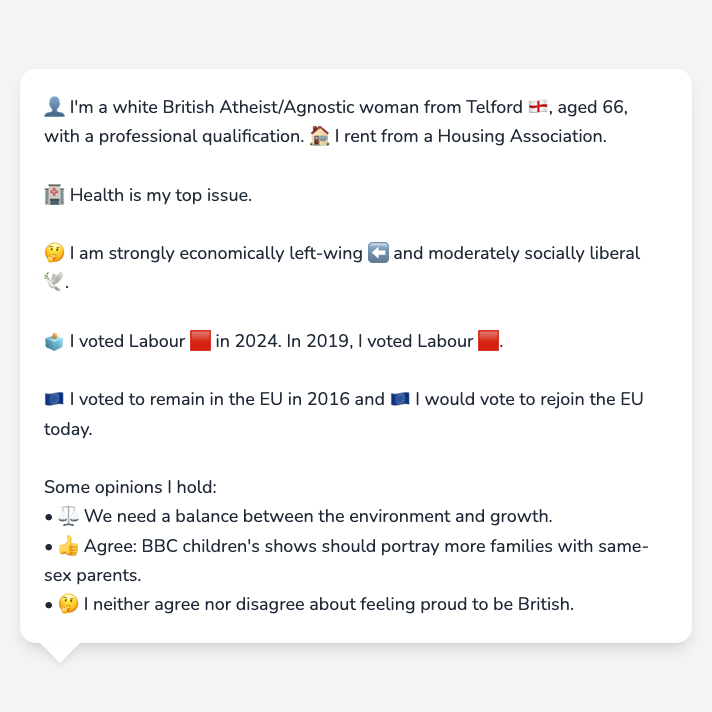 👤 I'm a white British Atheist/Agnostic woman from Telford 🏴󠁧󠁢󠁥󠁮󠁧󠁿, aged 66,
with a professional qualification. 🏠 I rent from a Housing Association.
🏥 Health is my top issue.
🤔 I am strongly economically left-wing ⬅️ and moderately socially liberal
🕊️.
🗳️ I voted Labour 🟥 in 2024. In 2019, I voted Labour 🟥.
🇪🇺 I voted to remain in the EU in 2016 and 🇪🇺 I would vote to rejoin the EU
today.
Some opinions I hold:
• ⚖️ We need a balance between the environment and growth.
• 👍 Agree: BBC children's shows should portray more families with same-
sex parents.
• 🤔 I neither agree nor disagree about feeling proud to be British.